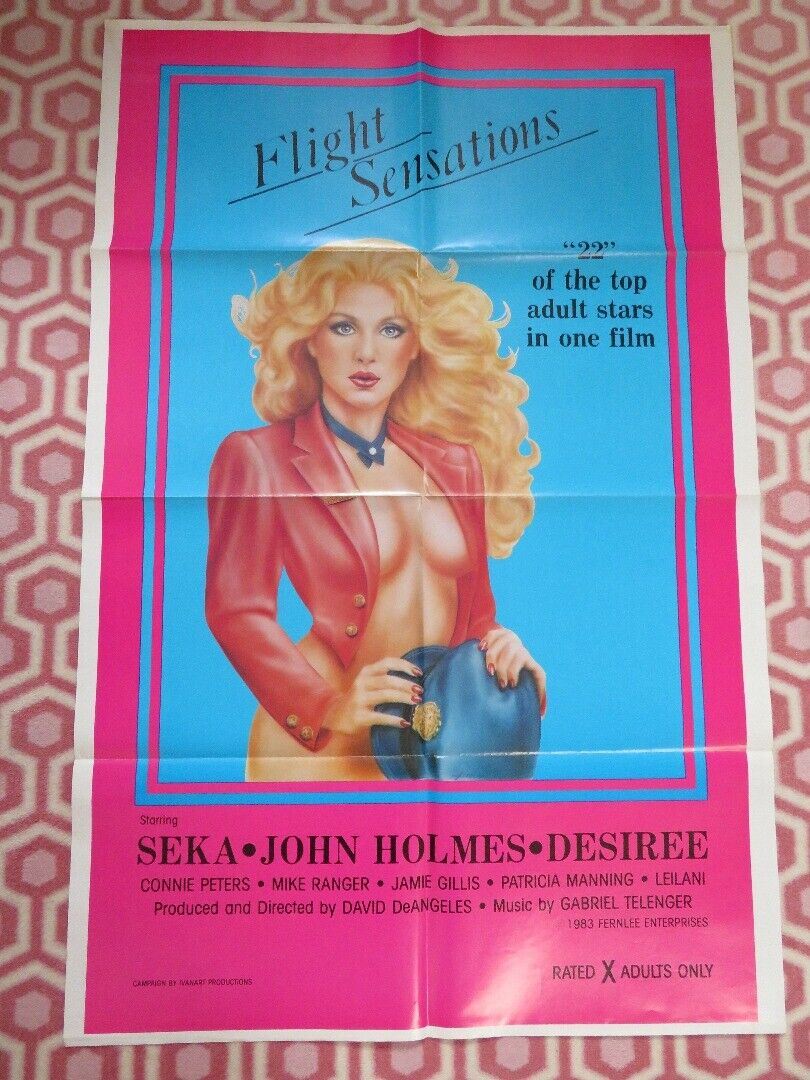 Flight
Sensations
“22”
of the top
adult stars
in one film
Starring
SEKA•JOHN HOLMES•DESIREE
CONNIE PETERS • MIKE RANGER • JAMIE GILLIS • PATRICIA MANNING • LEILANI
Produced and Directed by DAVID DeANGELES • Music by GABRIEL TELENGER
©1983 FERNLEE ENTERPRISES
CAMPAIGN BY IVANART PRODUCTIONS
RATED X ADULTS ONLY